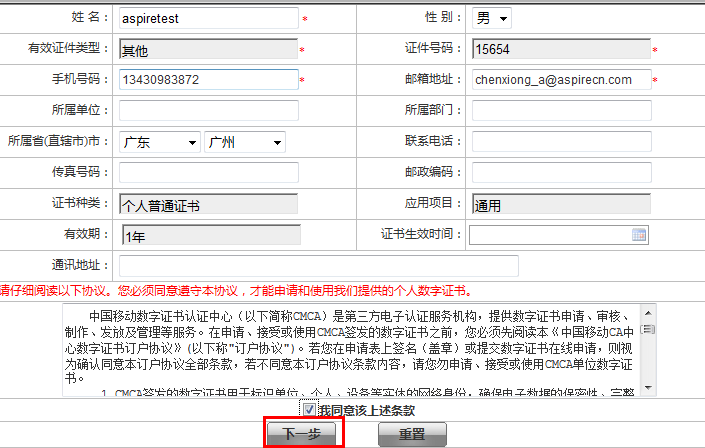 姓 名： aspiretest * 性 别： 男
有效证件类型： 其他 * 证件号码： 15654 *
手机号码： 13430983872 * 邮箱地址： chenxiong_a@aspirecn.com *
所属单位： 所属部门：
所属省(直辖市)市： 广东 广州 联系电话：
传真号码： 邮政编码：
证书种类： 个人普通证书 应用项目： 通用
有效期： 1年 证书生效时间：
通讯地址：
请仔细阅读以下协议。您必须同意遵守本协议，才能申请和使用我们提供的个人数字证书。
中国移动数字证书认证中心（以下简称CMCA）是第三方电子认证服务机构，提供数字证书申请、审核、
制作、发放及管理等服务。在申请、接受或使用CMCA签发的数字证书之前，您必须先阅读本《中国移动CA中
心数字证书订户协议》(以下称"订户协议")。若您在申请表上签名（盖章）或提交数字证书在线申请，则视
为确认同意本订户协议全部条款，若不同意本订户协议条款内容，请您勿申请、接受或使用CMCA单位数字证
书。
1 CMCA签发的数字证书用于标识单位、个人、设备等实体的网络身份，确保电子数据的保密性、完整
我同意该上述条款
下一步 重置